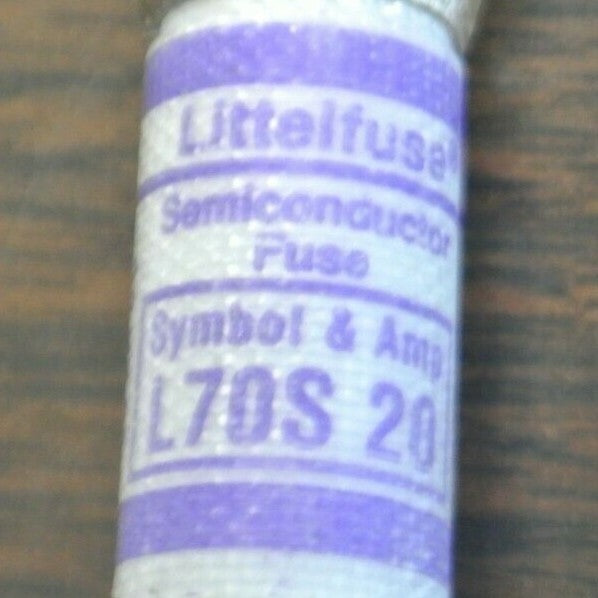 Littelfuse®
Semiconductor
Fuse
Symbol & Amp
L70S 20